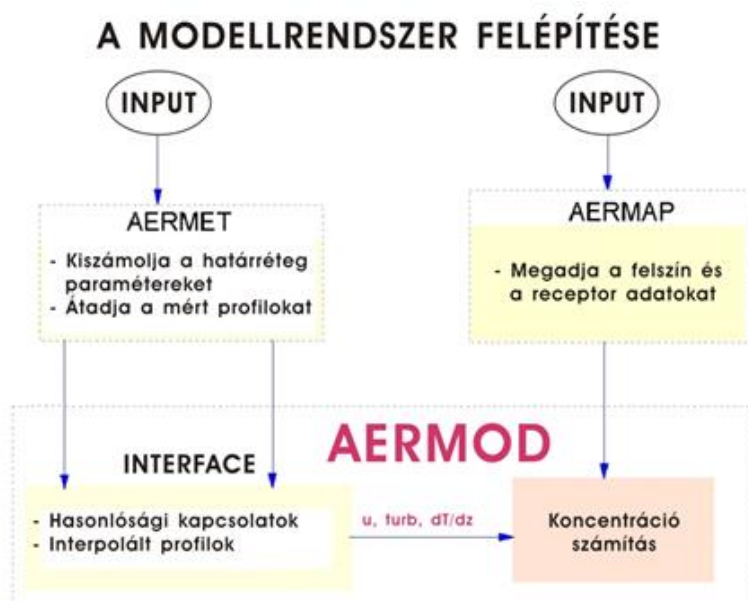 A MODELLRENDSZER FELÉPÍTÉSE
INPUT
INPUT
AERMET
- Kiszámolja a határréteg
paramétereket
- Átadja a mért profilokat
AERMAP
- Megadja a felszín és
a receptor adatokat
AERMOD
INTERFACE
- Hasonlósági kapcsolatok
- Interpolált profilok
u, turb, dT/dz
Koncentráció
számítás